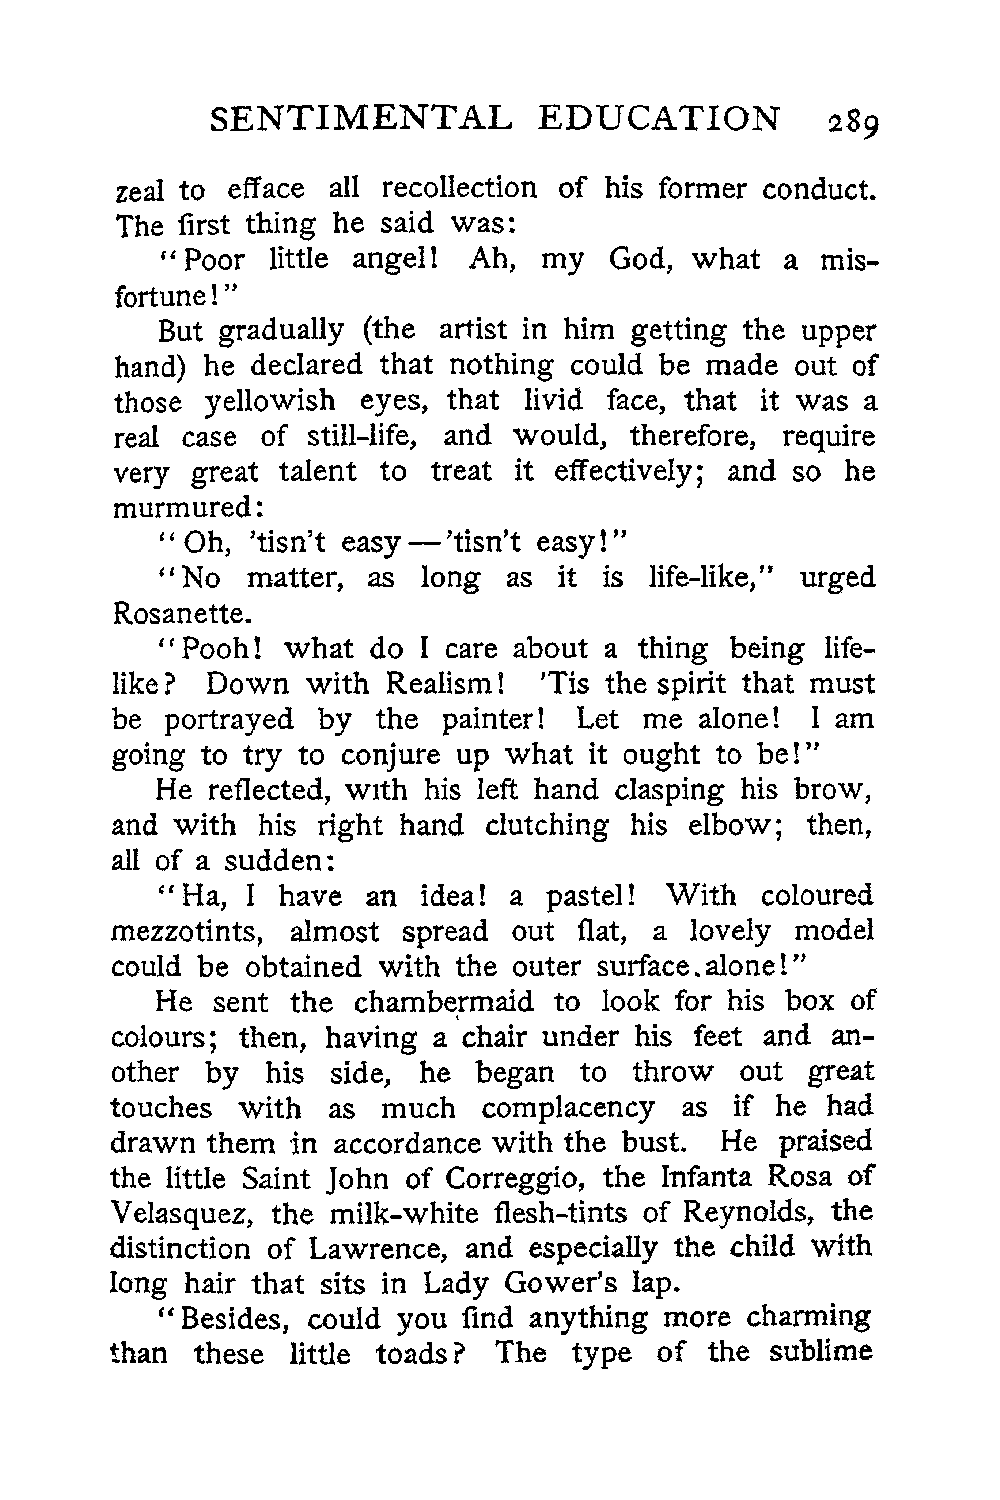 SENTIMENTAL EDUCATION 289
zeal to efface all recollection of his former conduct.
The first thing he said was:
"Poor little angel! Ah, my God, what a mis-
fortune!"
But gradually (the artist in him getting the upper
hand) he declared that nothing could be made out of
those yellowish eyes, that livid face, that it was a
real case of still-life, and would, therefore, require
very great talent to treat it effectively; and so he
murmured:
"Oh, 'tisn't easy—'tisn't easy!"
"No matter, as long as it is life-like," urged
Rosanette.
"Pooh! what do I care about a thing being life-
like? Down with Realism! 'Tis the spirit that must
be portrayed by the painter! Let me alone! I am
going to try to conjure up what it ought to be!"
He reflected, with his left hand clasping his brow,
and with his right hand clutching his elbow; then,
all of a sudden:
"Ha, I have an idea! a pastel! With coloured
mezzotints, almost spread out flat, a lovely model
could be obtained with the outer surface alone!"
He sent the chambermaid to look for his box of
colours; then, having a chair under his feet and an-
other by his side, he began to throw out great
touches with as much complacency as if he had
drawn them in accordance with the bust. He praised
the little Saint John of Correggio, the Infanta Rosa of
Velasquez, the milk-white flesh-tints of Reynolds, the
distinction of Lawrence, and especially the child with
long hair that sits in Lady Gower's lap.
"Besides, could you find anything more charming
than these little toads? The type of the sublime